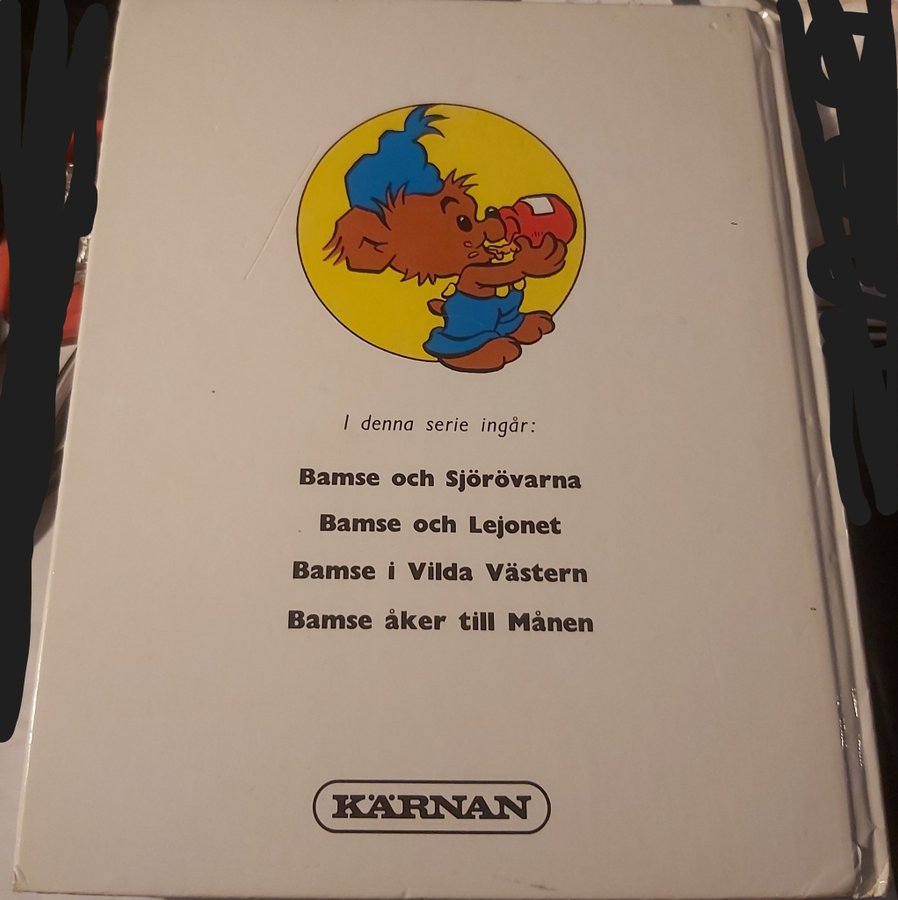 I denna serie ingår:
Bamse och Sjörövarna
Bamse och Lejonet
Bamse i Vilda Västern
Bamse åker till Månen
KÄRNAN